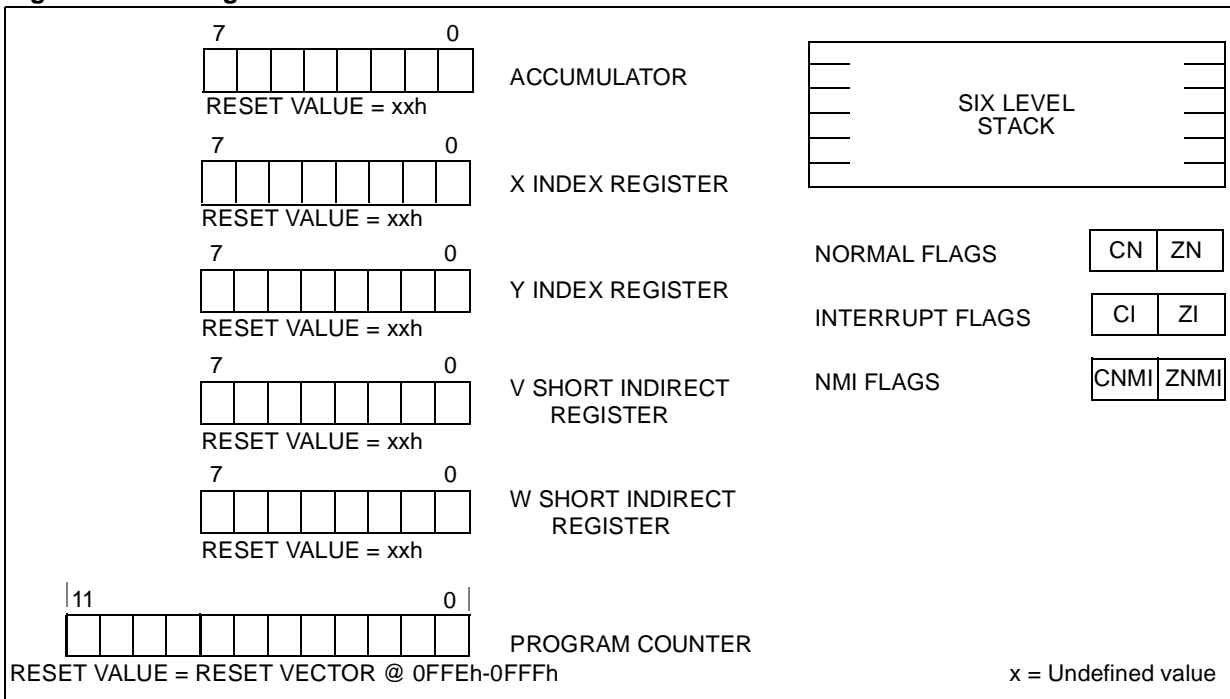 7 0
ACCUMULATOR
RESET VALUE = xxh
7 0
X INDEX REGISTER
RESET VALUE = xxh
7 0
Y INDEX REGISTER
RESET VALUE = xxh
7 0
V SHORT INDIRECT
REGISTER
RESET VALUE = xxh
7 0
W SHORT INDIRECT
REGISTER
RESET VALUE = xxh
11 0
PROGRAM COUNTER
RESET VALUE = RESET VECTOR @ 0FFEh-0FFFh
SIX LEVEL
STACK
NORMAL FLAGS CN ZN
INTERRUPT FLAGS CI ZI
NMI FLAGS CNMI ZNMI
x = Undefined value